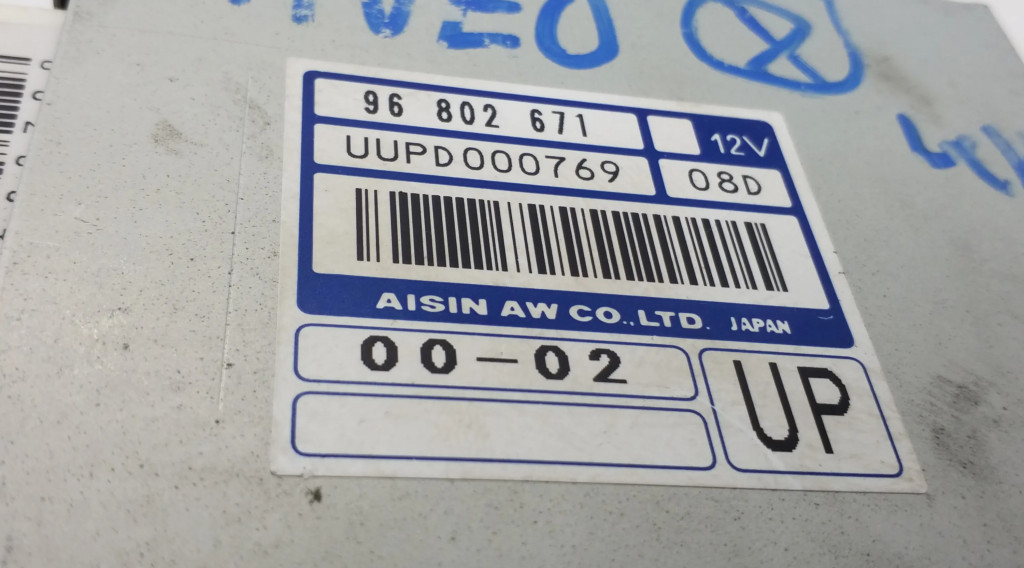 96 802 671
12V
UUPD000769
08D
AISIN AW CO.,LTD. JAPAN
00-02
UP